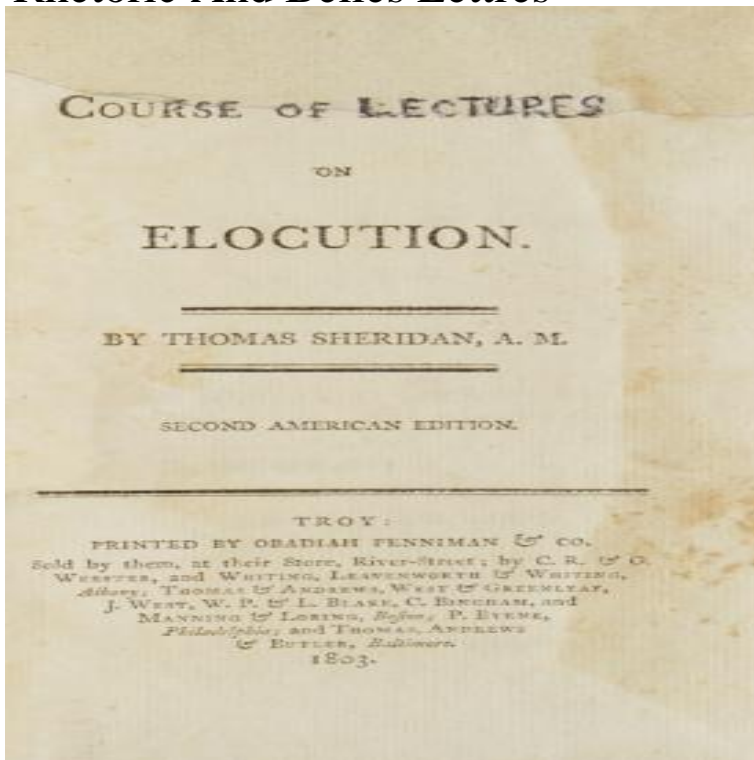 Rhetoric And Belles Lettres
COURSE OF LECTURES
ON
ELOCUTION.
BY THOMAS SHERIDAN, A. M.
SECOND AMERICAN EDITION.
TROY:
PRINTED BY OBADIAH PENNIMAN & CO.
Sold by them, at their Store, River-Street; by C. R. & G.
WEBSTER, and WHITING, LEAVENWORTH & WHITING,
Albany; THOMAS & ANDREWS, WEST & GREENLEAF,
J. WEST, W. P. & L. BLAKE, C. BINGHAM, and
MANNING & LORING, Boston; P. BYRNE,
Philadelphia; and THOMAS, ANDREWS
& BUTLER, Baltimore.
1803.